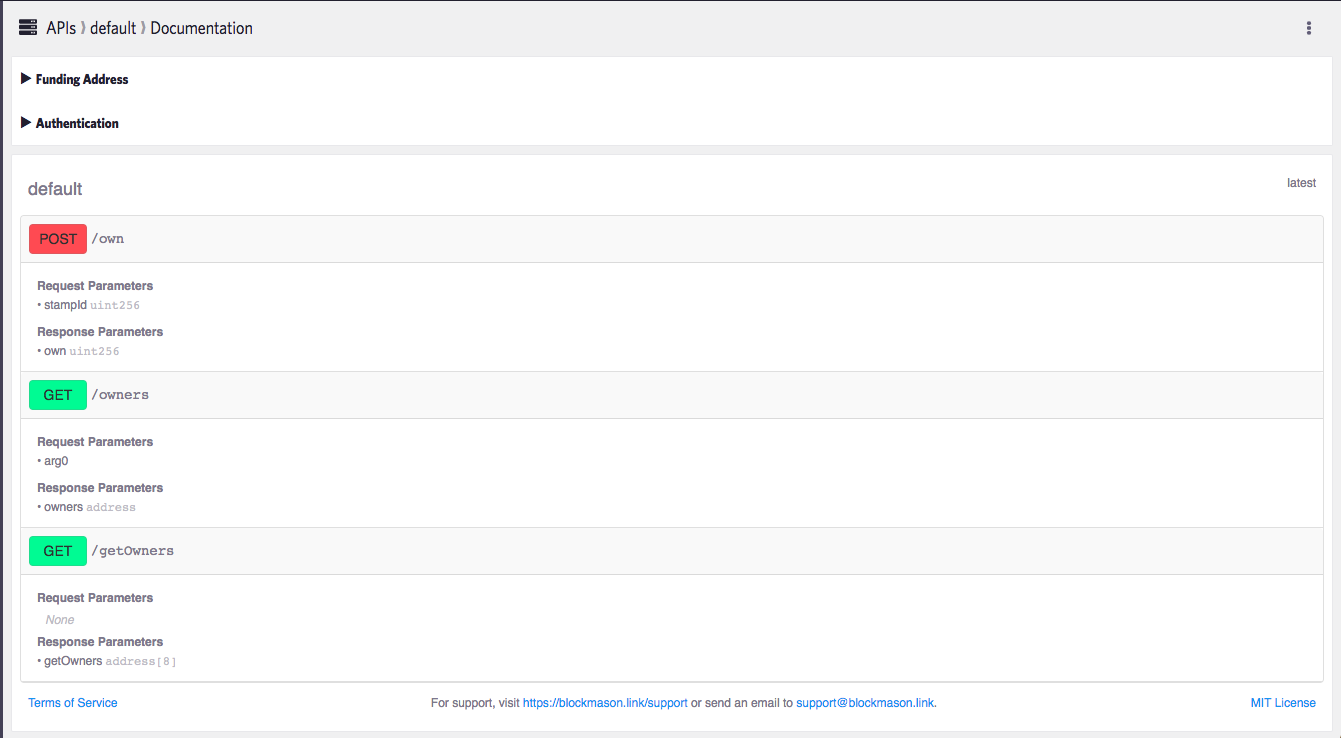 APIs ⟩ default ⟩ Documentation
▶ Funding Address
▶ Authentication
default
latest
POST /own
Request Parameters
• stampId uint256
Response Parameters
• own uint256
GET /owners
Request Parameters
• arg0
Response Parameters
• owners address
GET /getOwners
Request Parameters
None
Response Parameters
• getOwners address[8]
Terms of Service
For support, visit https://blockmason.link/support or send an email to support@blockmason.link.
MIT License